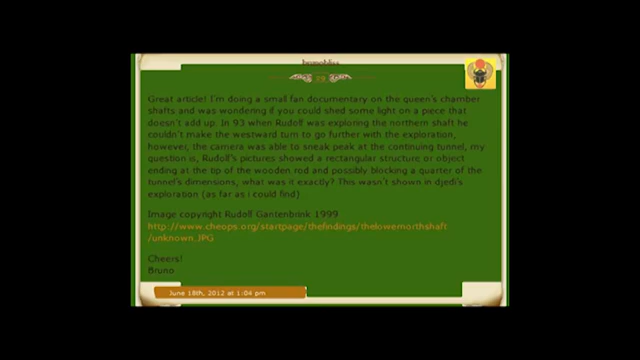 brunobliss
29
Great article! I'm doing a small fan documentary on the queen's chamber
shafts and was wondering if you could shed some light on a piece that
doesn't add up. In 93 when Rudolf was exploring the northern shaft he
couldn't make the westward turn to go further with the exploration,
however, the camera was able to sneak peak at the continuing tunnel, my
question is, Rudolf's pictures showed a rectangular structure or object
ending at the tip of the wooden rod and possibly blocking a quarter of the
tunnel's dimensions, what was it exactly? This wasn't shown in djedi's
exploration (as far as i could find)
Image copyright Rudolf Gantenbrink 1999
http://www.cheops.org/startpage/thefindings/thelowernorthshaft
/unknown.JPG
Cheers!
Bruno
June 18th, 2012 at 1:04 pm